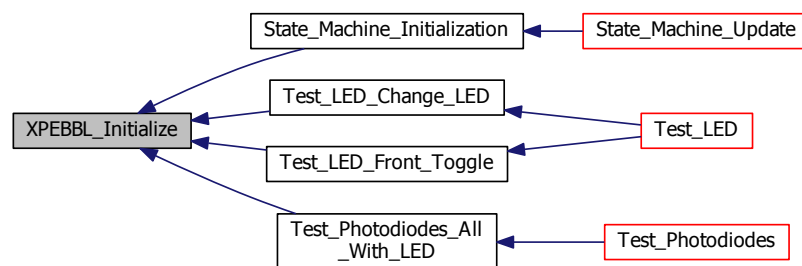 State_Machine_Initialization
State_Machine_Update
Test_LED_Change_LED
XPEBBL_Initialize
Test_LED
Test_LED_Front_Toggle
Test_Photodiodes_All
_With_LED
Test_Photodiodes